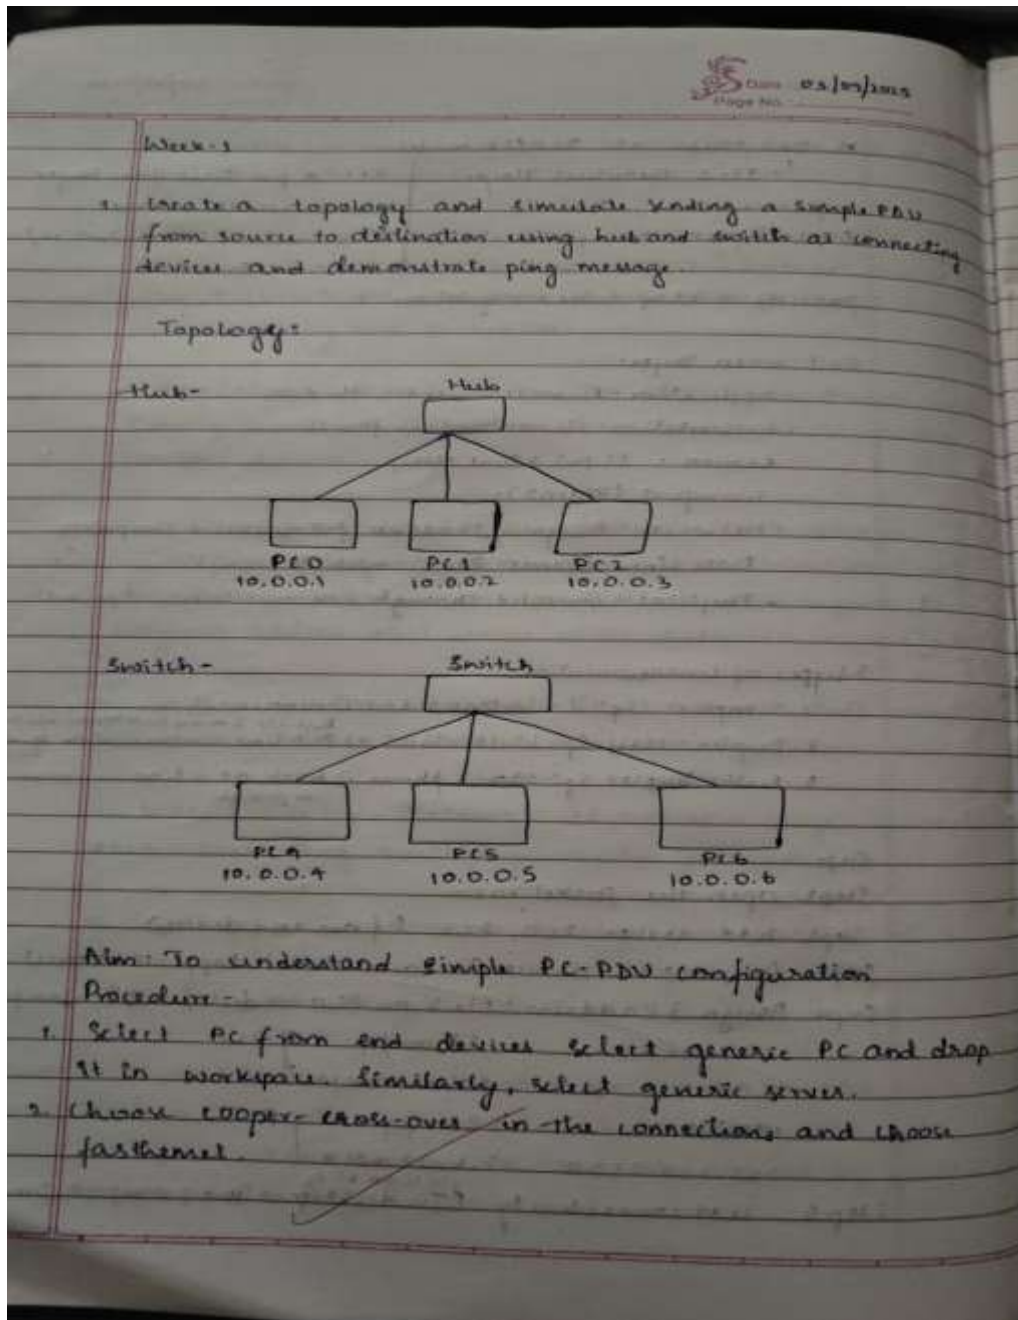 Date 03/09/2025
Page No.
Week-1
1. Create a topology and simulate sending a simple PDU
from source to destination using hub and switch as connecting
devices and demonstrate ping message.
Topology:
Hub-
Hub
PC0 PC1 PC2
10.0.0.1 10.0.0.2 10.0.0.3
Switch-
Switch
PC4 PC5 PC6
10.0.0.4 10.0.0.5 10.0.0.6
Aim: To understand simple PC-PDU configuration
Procedure-
1. Select PC from end devices select generic PC and drop
it in workspace. Similarly, select generic server.
2. Choose cooper-cross-over in the connections and choose
fasthernet.